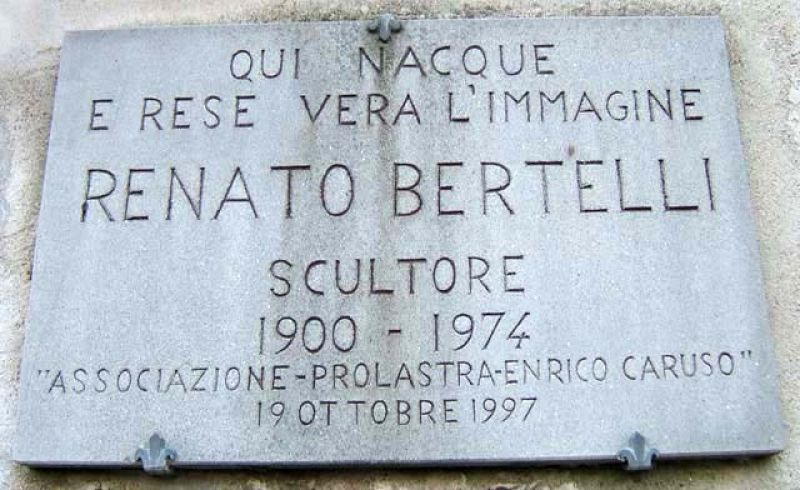 QUI NACQUE
E RESE VERA L'IMMAGINE
RENATO BERTELLI
SCULTORE
1900 - 1974
"ASSOCIAZIONE-PROLASTRA-ENRICO CARUSO"
19 OTTOBRE 1997